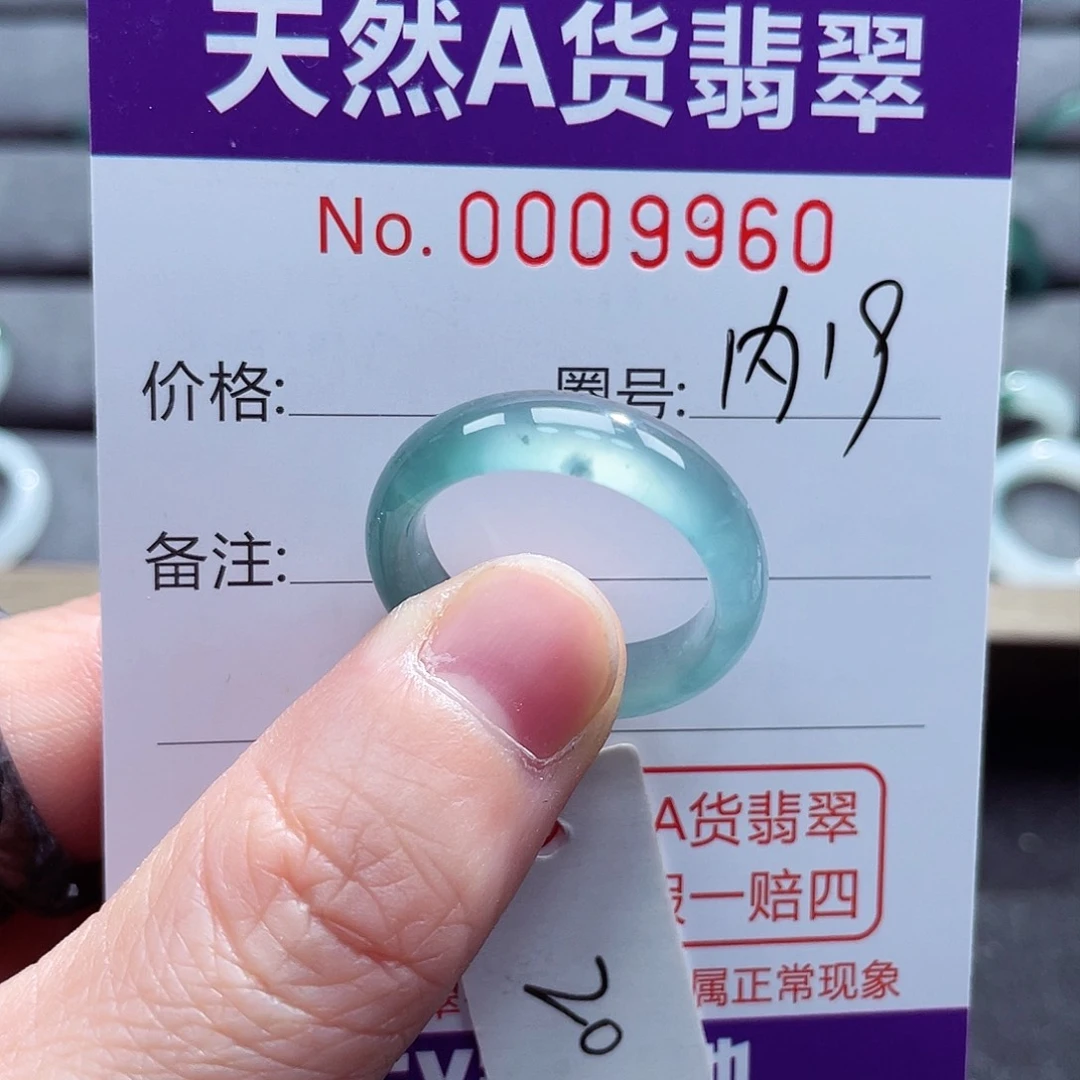 天然A货翡翠
No. 0009960
价格: 圈号: 内19
备注:
A货翡翠
假一赔四
属正常现象
20